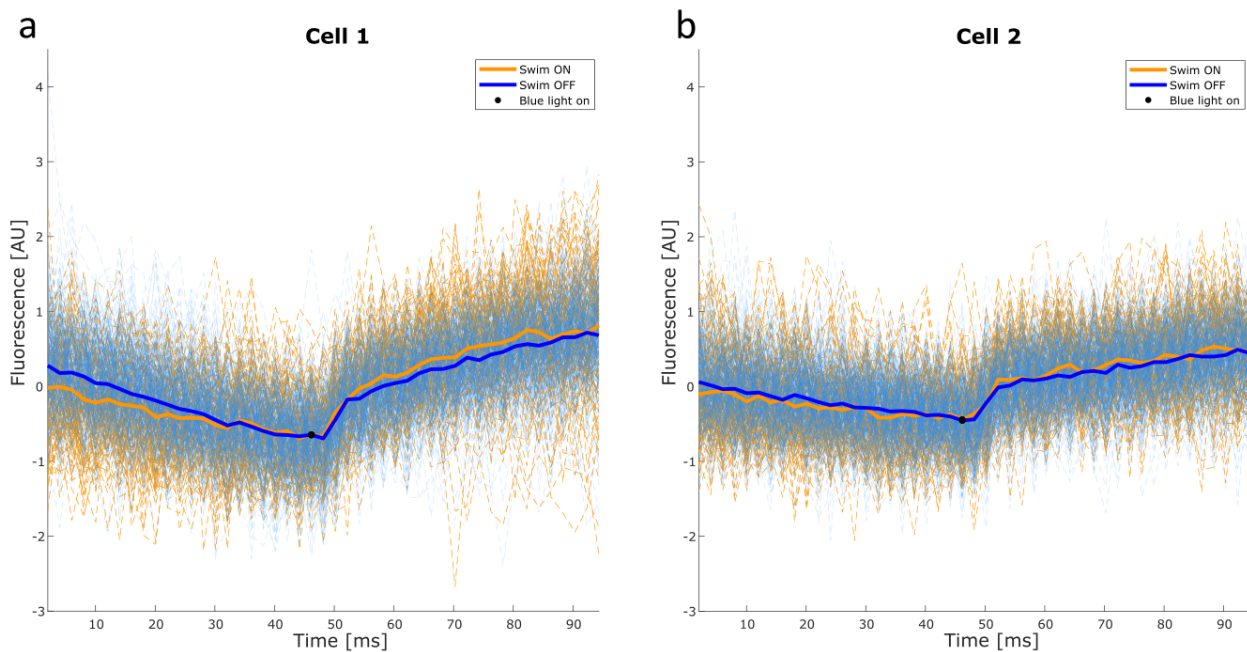 a
Cell 1
Swim ON
Swim OFF
Blue light on
4
3
2
1
0
-1
-2
-3
Fluorescence [AU]
10 20 30 40 50 60 70 80 90
Time [ms]
b
Cell 2
Swim ON
Swim OFF
Blue light on
4
3
2
1
0
-1
-2
-3
Fluorescence [AU]
10 20 30 40 50 60 70 80 90
Time [ms]